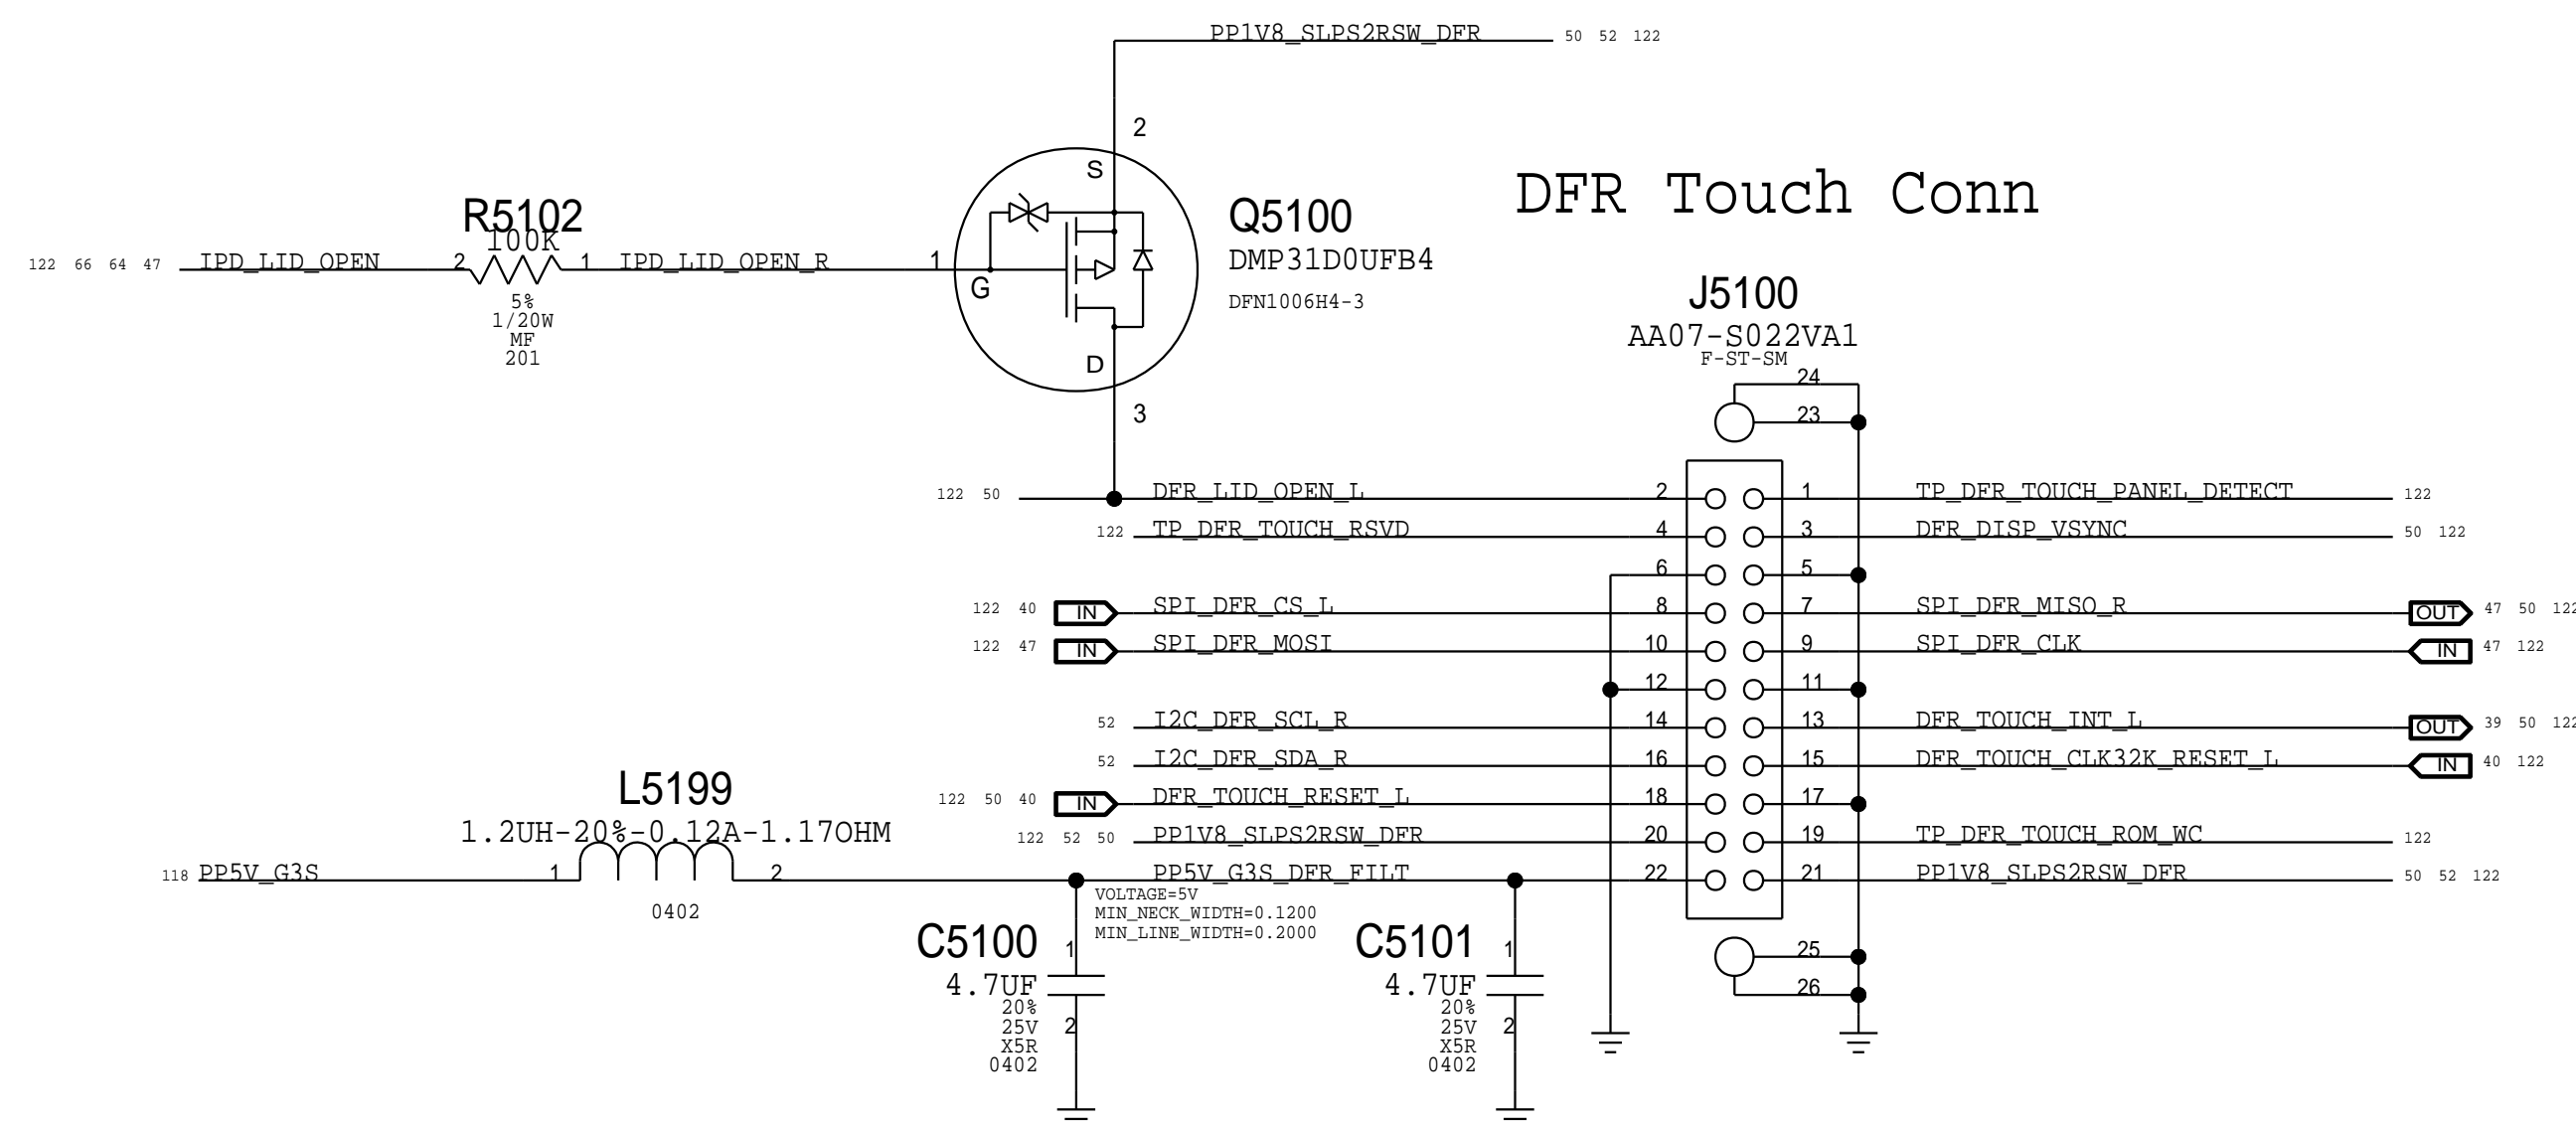 PP1V8_SLPS2RSW_DFR 50 52 122
2
S
DFR Touch Conn
R5102
100K
Q5100
DMP31D0UFB4
DFN1006H4-3
122 66 64 47 IPD_LID_OPEN 2 1 IPD_LID_OPEN_R 1
G
5%
1/20W
MF
201
D
3
J5100
AA07-S022VA1
F-ST-SM
24
23
122 50 DFR_LID_OPEN_L 2 1 TP_DFR_TOUCH_PANEL_DETECT 122
122 TP_DFR_TOUCH_RSVD 4 3 DFR_DISP_VSYNC 50 122
6 5
122 40 IN SPI_DFR_CS_L 8 7 SPI_DFR_MISO_R OUT 47 50 122
122 47 IN SPI_DFR_MOSI 10 9 SPI_DFR_CLK IN 47 122
12 11
52 I2C_DFR_SCL_R 14 13 DFR_TOUCH_INT_L OUT 39 50 122
52 I2C_DFR_SDA_R 16 15 DFR_TOUCH_CLK32K_RESET_L IN 40 122
122 50 40 IN DFR_TOUCH_RESET_L 18 17
122 52 50 PP1V8_SLPS2RSW_DFR 20 19 TP_DFR_TOUCH_ROM_WC 122
L5199
1.2UH-20%-0.12A-1.17OHM
118 PP5V_G3S 1 2 PP5V_G3S_DFR_FILT 22 21 PP1V8_SLPS2RSW_DFR 50 52 122
0402
VOLTAGE=5V
MIN_NECK_WIDTH=0.1200
MIN_LINE_WIDTH=0.2000
C5100
1
4.7UF
20%
25V
2
X5R
0402
C5101
1
4.7UF
20%
25V
2
X5R
0402
25
26